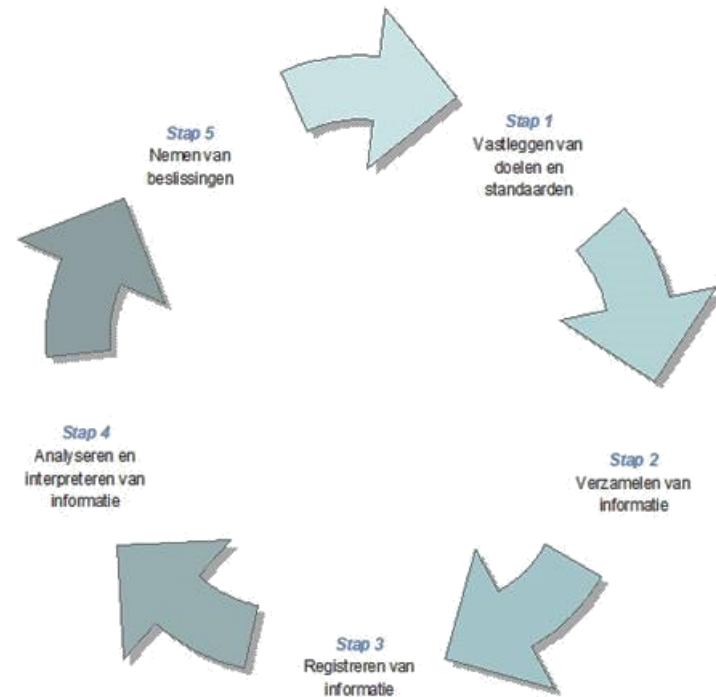 Stap 1
Vastleggen van
doelen en
standaarden
Stap 2
Verzamelen van
informatie
Stap 3
Registreren van
informatie
Stap 4
Analyseren en
interpreteren van
informatie
Stap 5
Nemen van
beslissingen